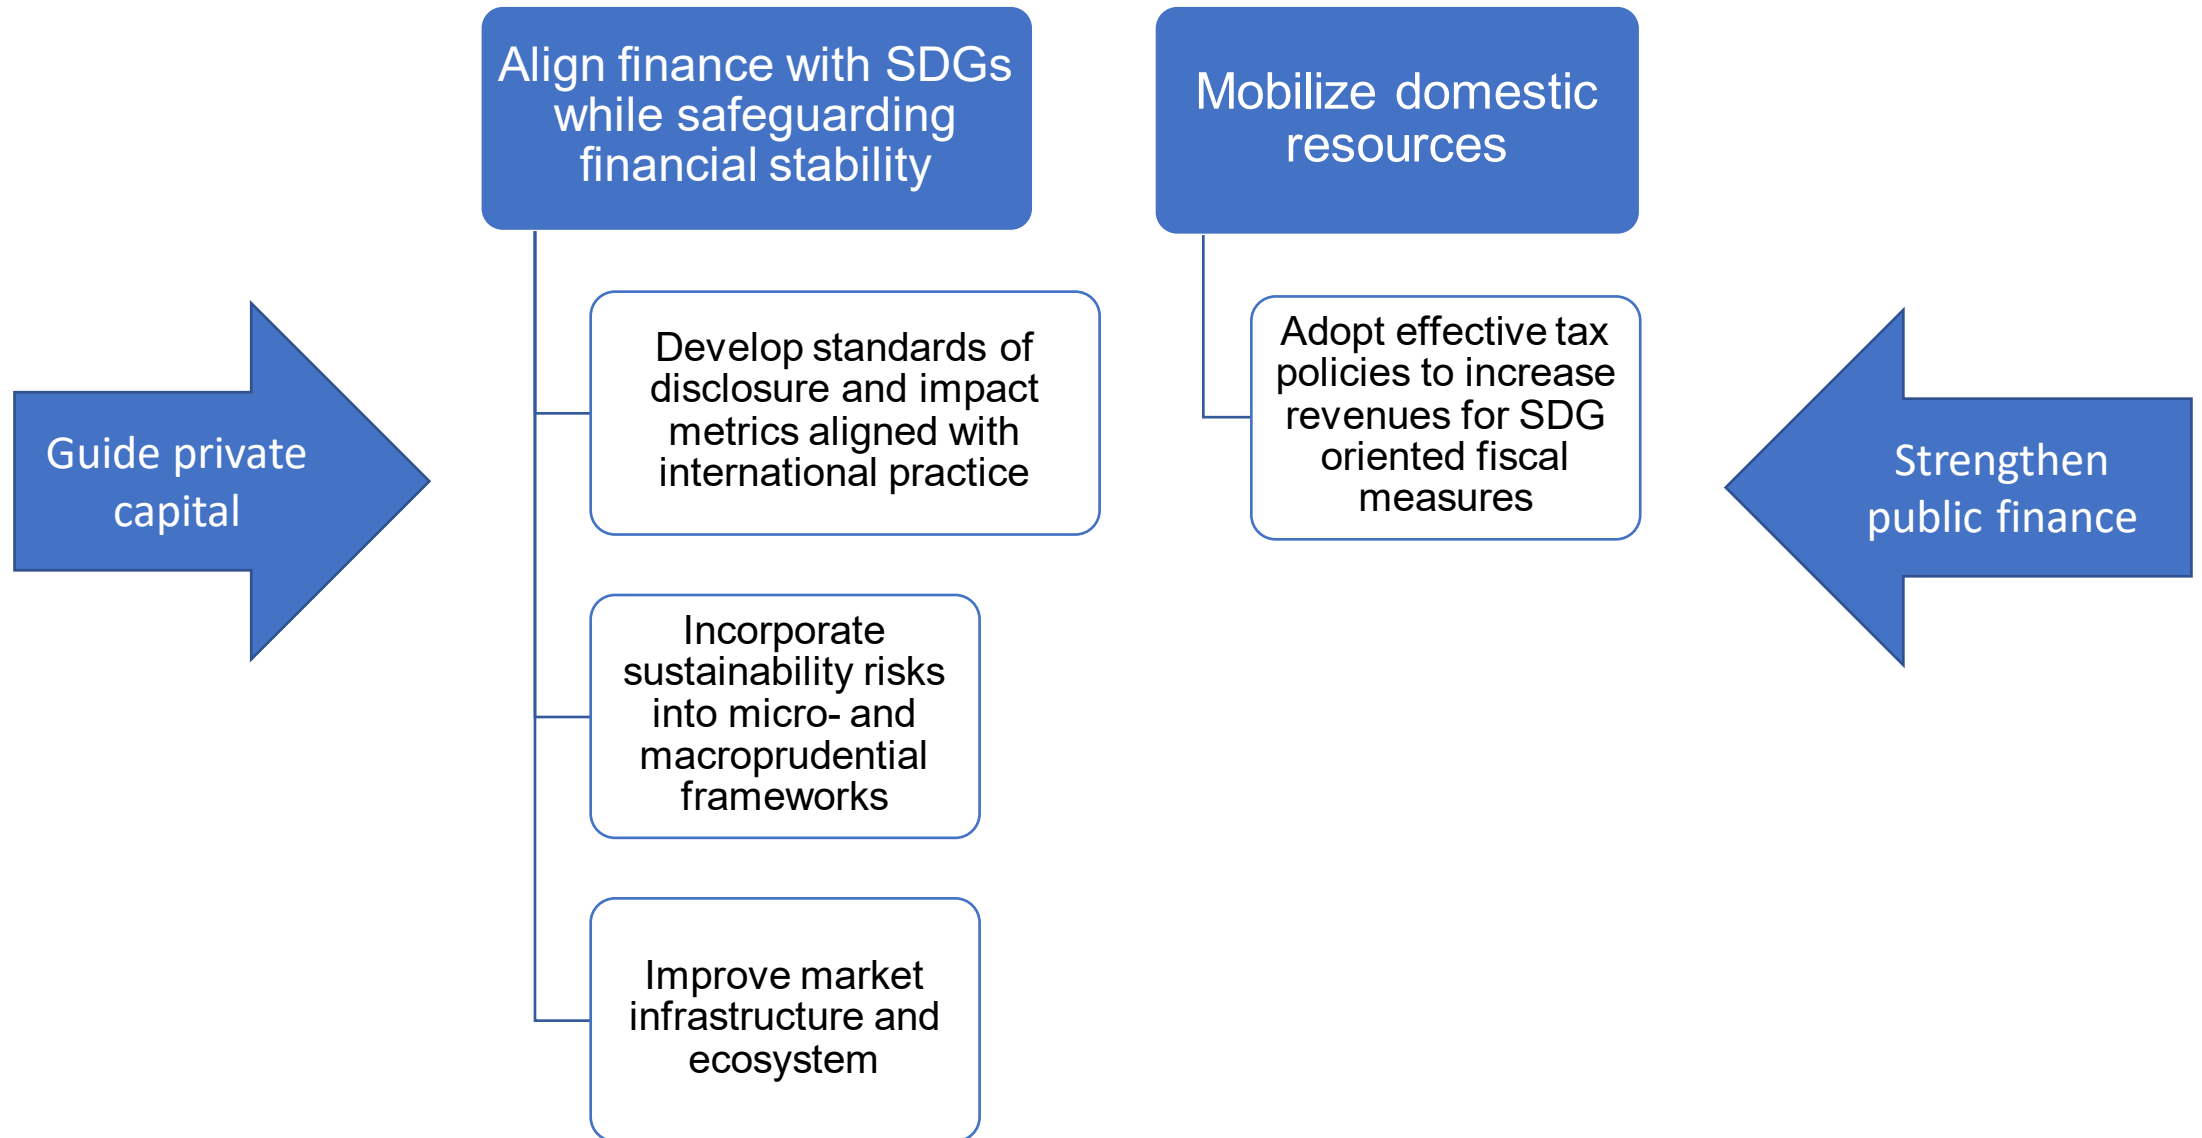 Align finance with SDGs
while safeguarding
financial stability
Mobilize domestic
resources
Guide private
capital
Develop standards of
disclosure and impact
metrics aligned with
international practice
Incorporate
sustainability risks
into micro- and
macroprudential
frameworks
Improve market
infrastructure and
ecosystem
Adopt effective tax
policies to increase
revenues for SDG
oriented fiscal
measures
Strengthen
public finance